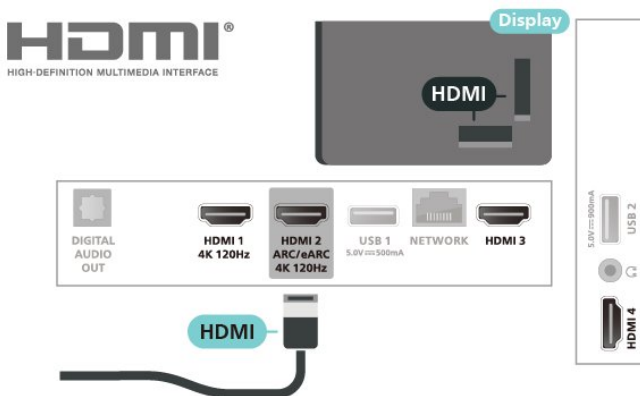 HDMI®
HIGH-DEFINITION MULTIMEDIA INTERFACE
Display
HDMI
DIGITAL
AUDIO
OUT
HDMI 1
4K 120Hz
HDMI 2
ARC/eARC
4K 120Hz
USB 1
5.0V⎓500mA
NETWORK
HDMI 3
HDMI
5.0V⎓900mA
USB 2
HDMI 4